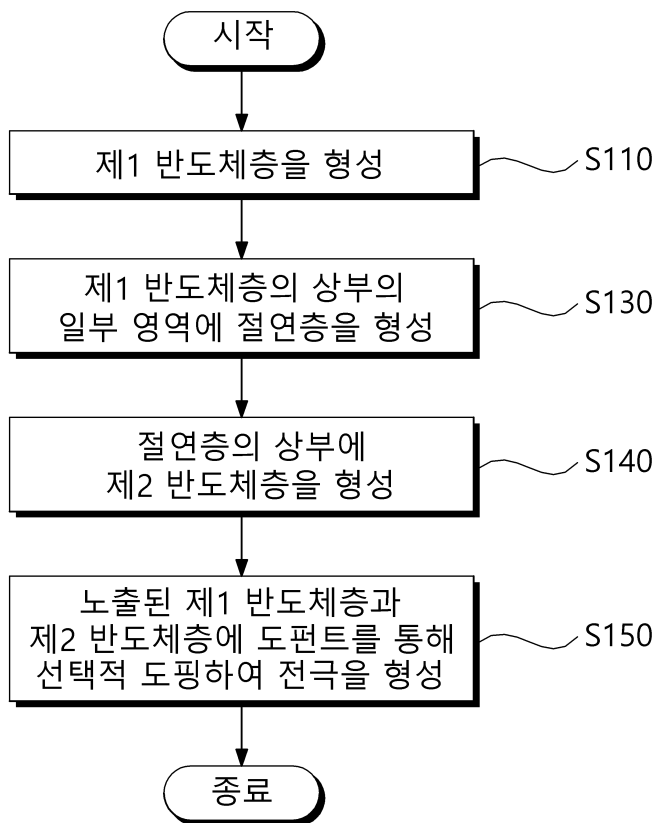 시작
제1 반도체층을 형성
S110
제1 반도체층의 상부의
일부 영역에 절연층을 형성
S130
절연층의 상부에
제2 반도체층을 형성
S140
노출된 제1 반도체층과
제2 반도체층에 도펀트를 통해
선택적 도핑하여 전극을 형성
S150
종료